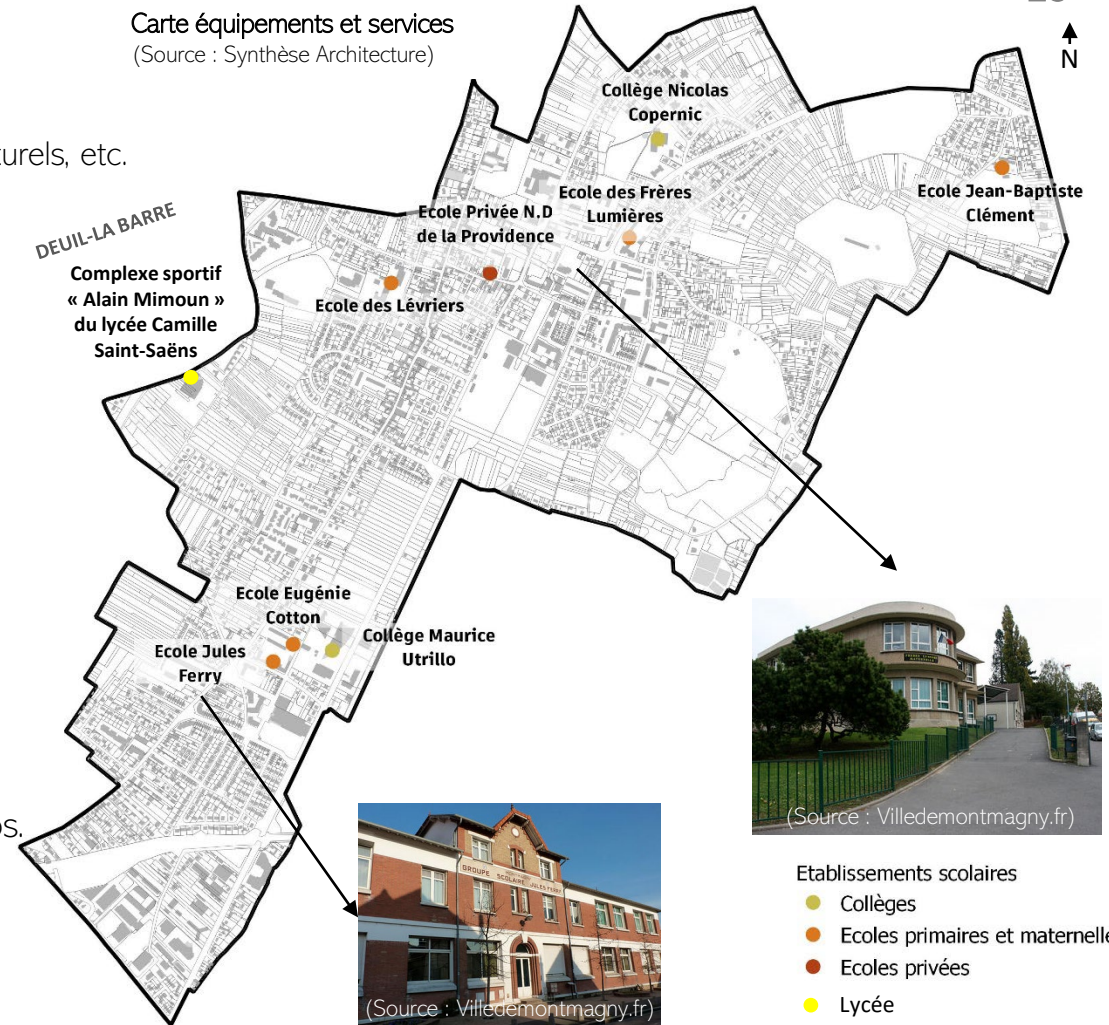 Carte équipements et services
(Source : Synthèse Architecture)
N
turels, etc.
DEUIL-LA BARRE
Collège Nicolas
Copernic
Ecole Jean-Baptiste
Clément
Ecole des Frères
Lumières
Ecole Privée N.D
de la Providence
Complexe sportif
« Alain Mimoun »
du lycée Camille
Saint-Saëns
Ecole des Lévriers
Ecole Eugénie
Cotton
Collège Maurice
Utrillo
Ecole Jules
Ferry
os.
GROUPE SCOLAIRE JULES FERRY
(Source : Villedemontmagny.fr)
(Source : Villedemontmagny.fr)
Etablissements scolaires
Collèges
Ecoles primaires et maternelle
Ecoles privées
Lycée